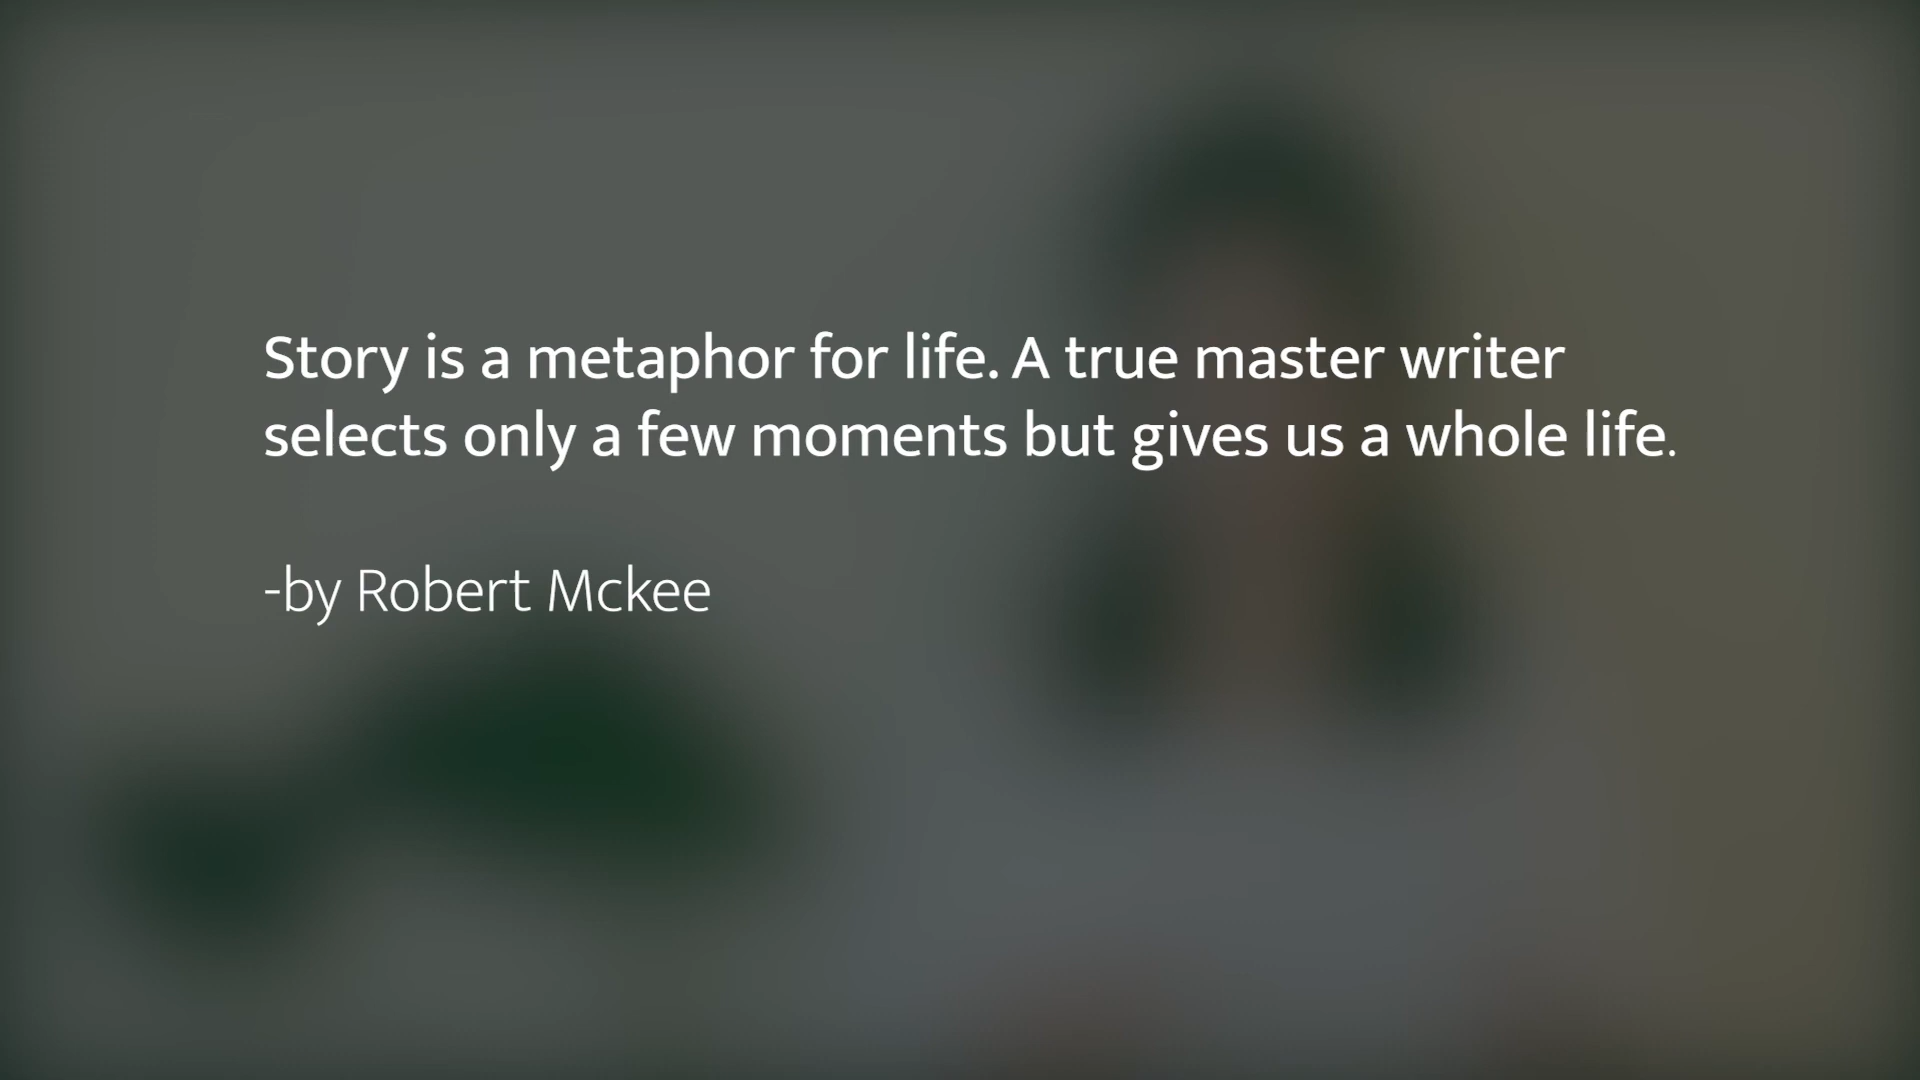 Story is a metaphor for life. A true master writer
selects only a few moments but gives us a whole life.
-by Robert Mckee